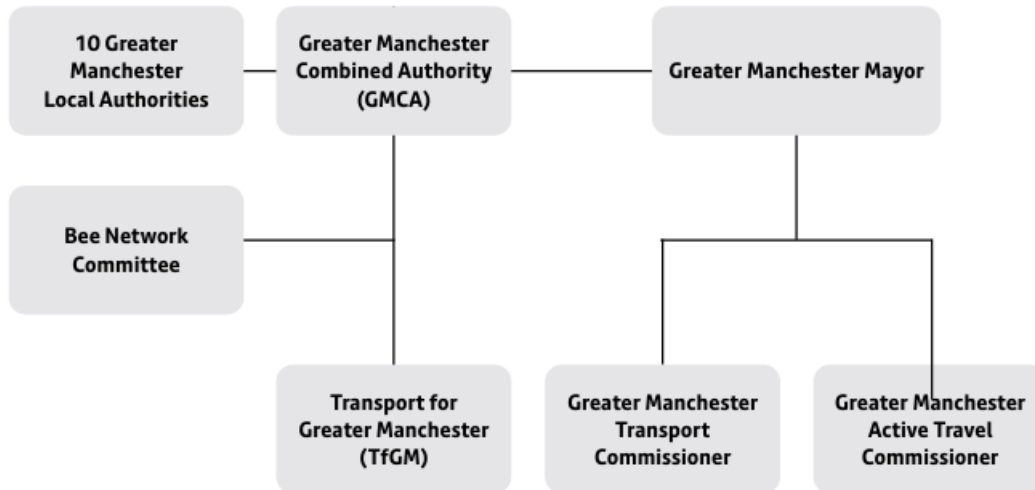 10 Greater
Manchester
Local Authorities
Greater Manchester
Combined Authority
(GMCA)
Greater Manchester Mayor
Bee Network
Committee
Transport for
Greater Manchester
(TfGM)
Greater Manchester
Transport
Commissioner
Greater Manchester
Active Travel
Commissioner